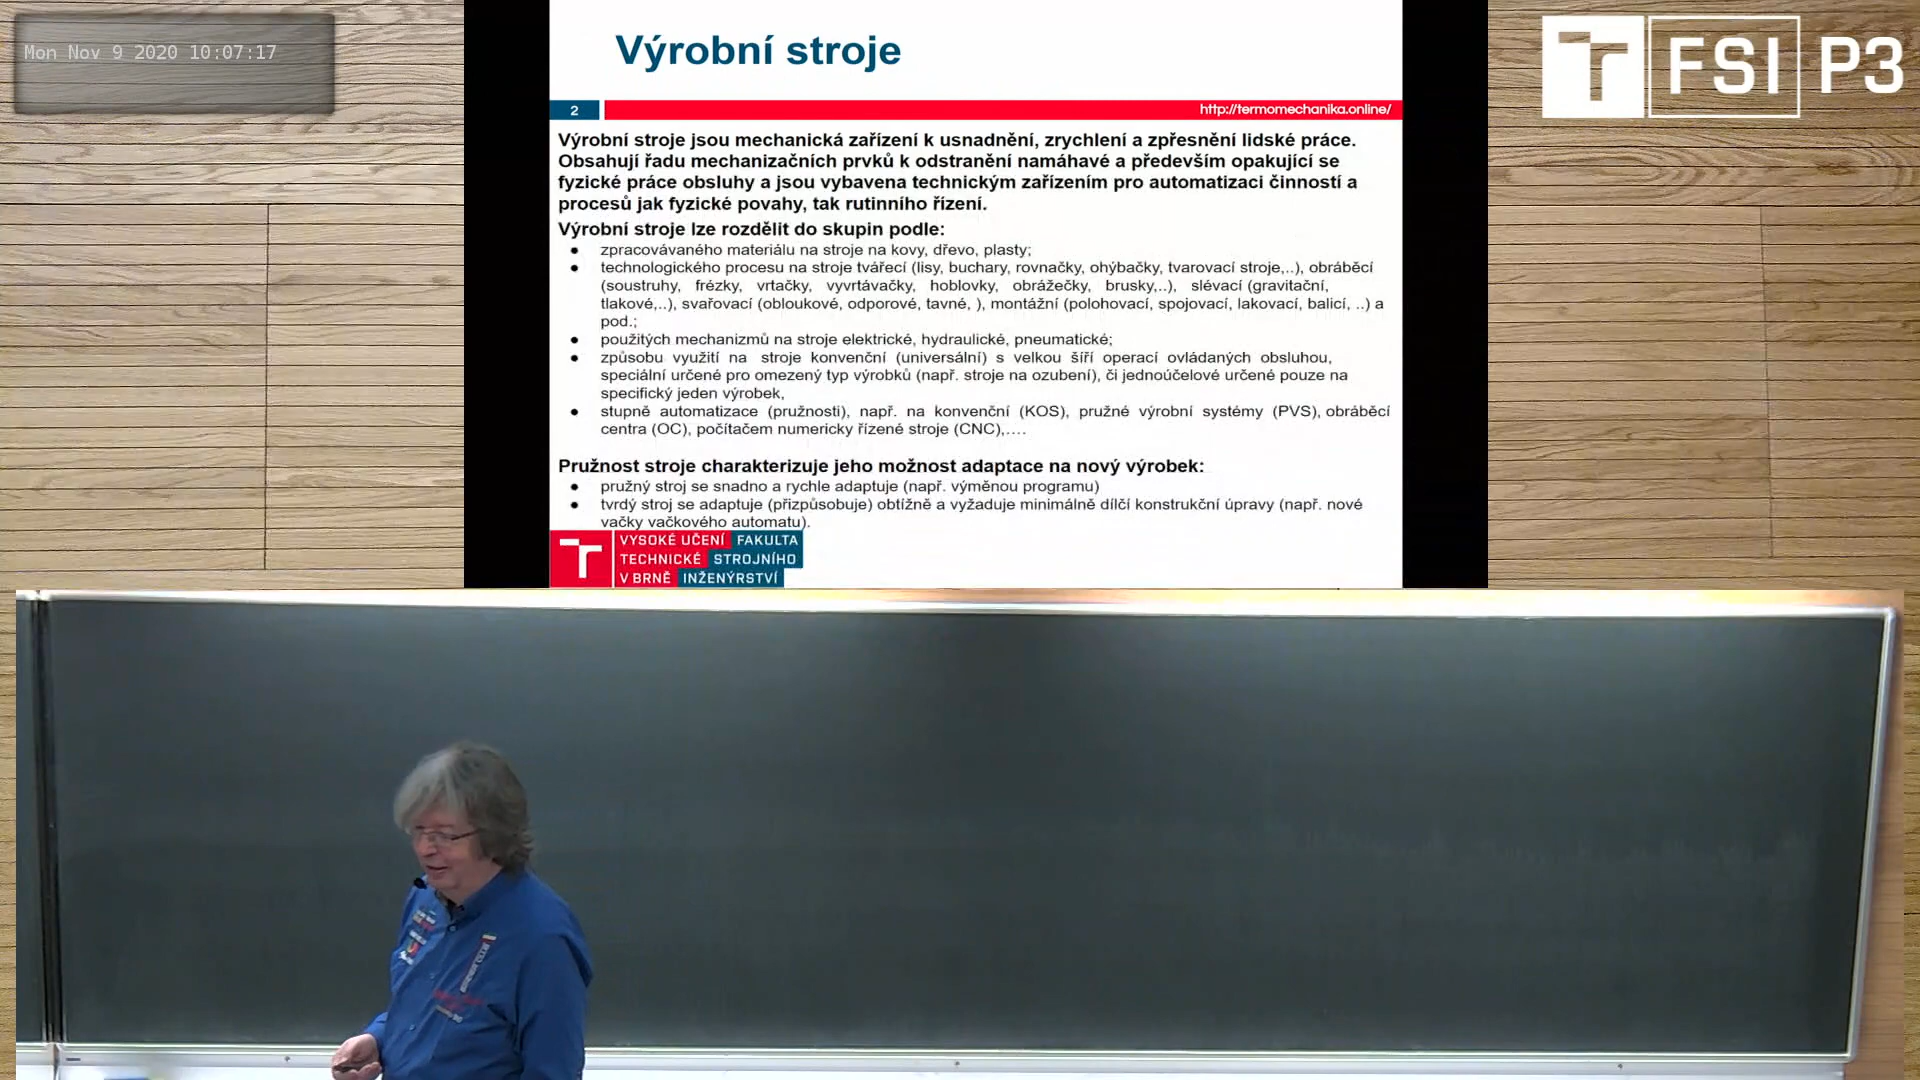 Mon Nov 9 2020 10:07:17
FSI P3
Výrobní stroje
2
http://termomechanika.online/
Výrobní stroje jsou mechanická zařízení k usnadnění, zrychlení a zpřesnění lidské práce.
Obsahují řadu mechanizačních prvků k odstranění namáhavé a především opakující se
fyzické práce obsluhy a jsou vybavena technickým zařízením pro automatizaci činností a
procesů jak fyzické povahy, tak rutinního řízení.
Výrobní stroje lze rozdělit do skupin podle:
● zpracovávaného materiálu na stroje na kovy, dřevo, plasty;
● technologického procesu na stroje tvářecí (lisy, buchary, rovnačky, ohýbačky, tvarovací stroje,..), obráběcí
(soustruhy, frézky, vrtačky, vyvrtávačky, hoblovky, obrážečky, brusky,..), slévací (gravitační,
tlakové,..), svařovací (obloukové, odporové, tavné, ), montážní (polohovací, spojovací, lakovací, balicí, ..) a
pod.;
● použitých mechanizmů na stroje elektrické, hydraulické, pneumatické;
● způsobu využití na stroje konvenční (universální) s velkou šíří operací ovládaných obsluhou,
speciální určené pro omezený typ výrobků (např. stroje na ozubení), či jednoúčelové určené pouze na
specifický jeden výrobek,
● stupně automatizace (pružnosti), např. na konvenční (KOS), pružné výrobní systémy (PVS), obráběcí
centra (OC), počítačem numericky řízené stroje (CNC),....
Pružnost stroje charakterizuje jeho možnost adaptace na nový výrobek:
● pružný stroj se snadno a rychle adaptuje (např. výměnou programu)
● tvrdý stroj se adaptuje (přizpůsobuje) obtížně a vyžaduje minimálně dílčí konstrukční úpravy (např. nové
vačky vačkového automatu).
VYSOKÉ UČENÍ FAKULTA
TECHNICKÉ STROJNÍHO
V BRNĚ INŽENÝRSTVÍ